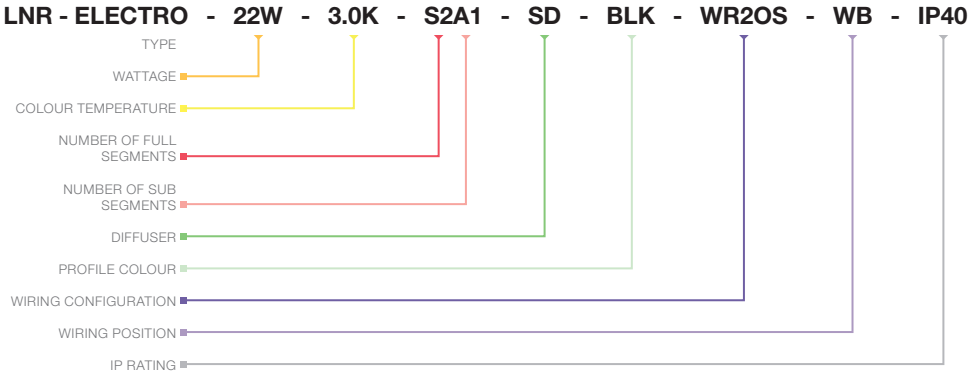 LNR - ELECTRO - 22W - 3.0K - S2A1 - SD - BLK - WR2OS - WB - IP40
TYPE
WATTAGE
COLOUR TEMPERATURE
NUMBER OF FULL
SEGMENTS
NUMBER OF SUB
SEGMENTS
DIFFUSER
PROFILE COLOUR
WIRING CONFIGURATION
WIRING POSITION
IP RATING